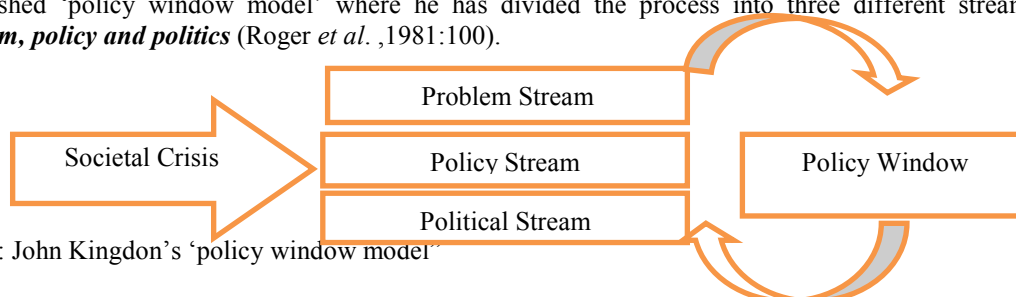 shed ‘policy window model’ where he has divided the process into three different stream
m, policy and politics (Roger et al. ,1981:100).
Problem Stream
Societal Crisis
Policy Stream
Policy Window
Political Stream
: John Kingdon’s ‘policy window model”